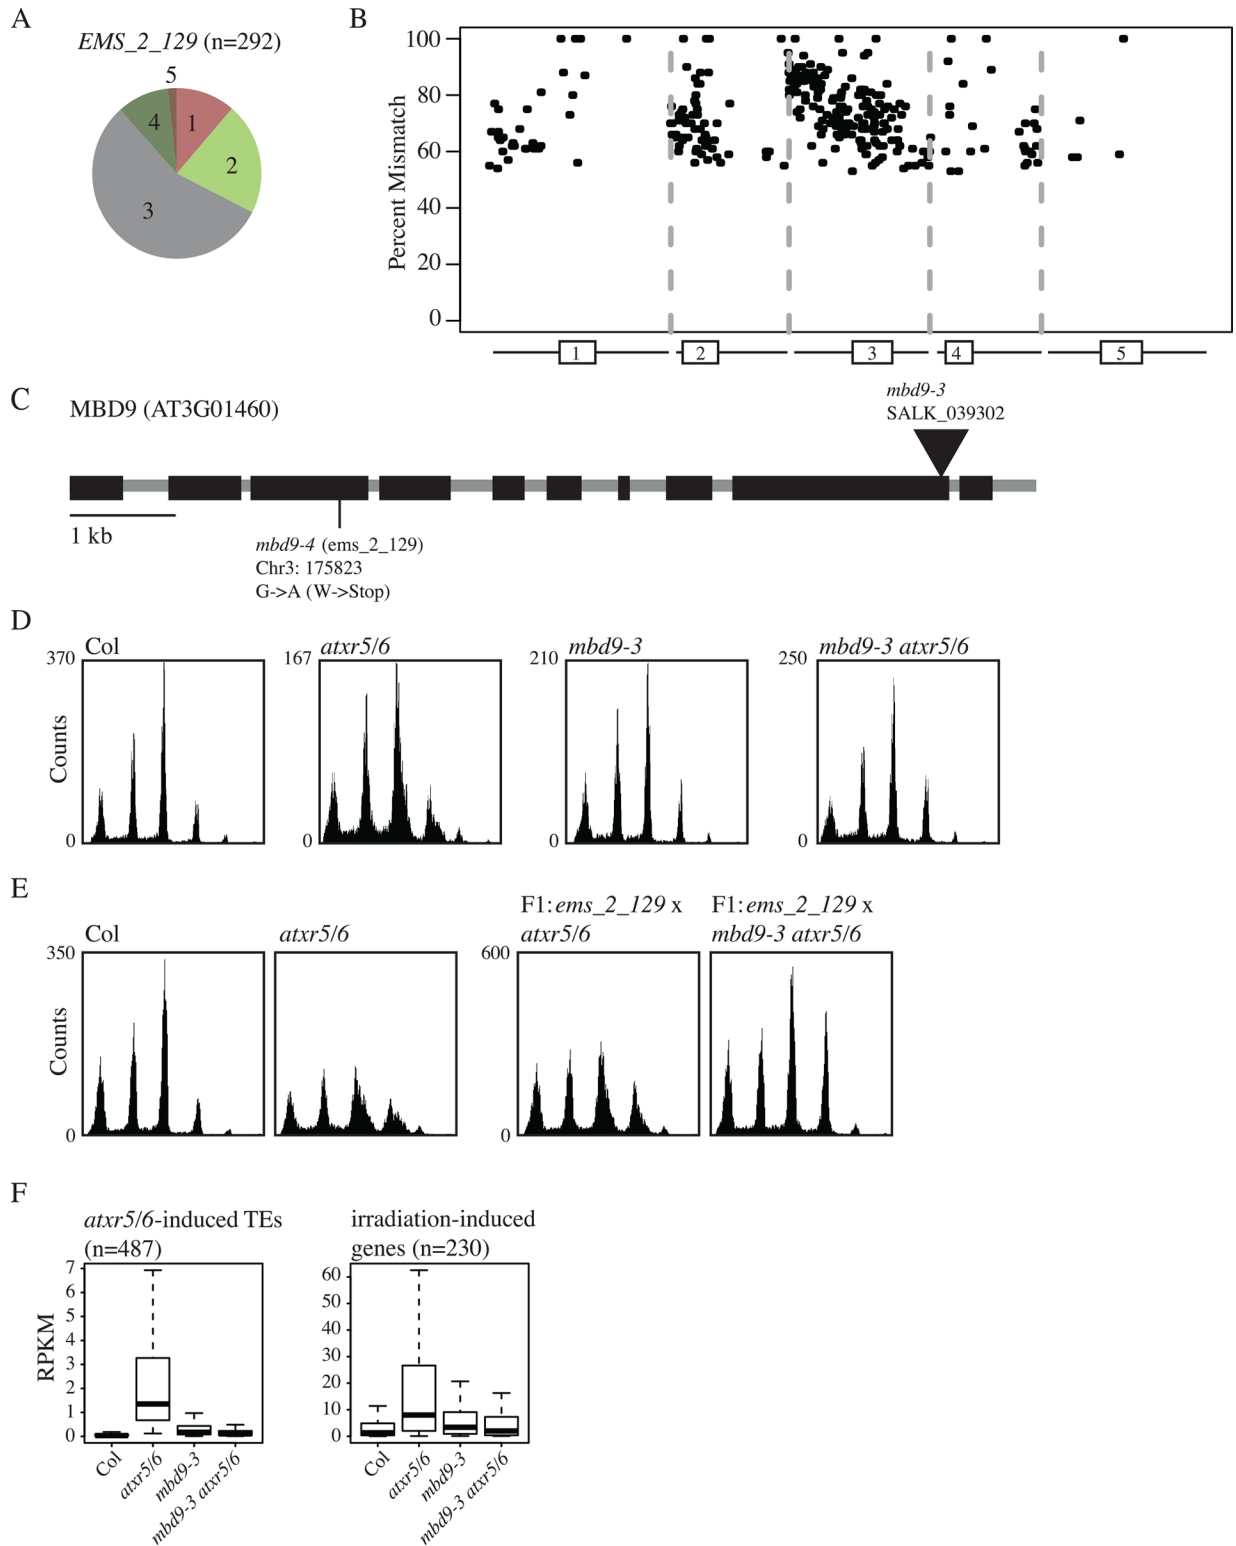 A
EMS_2_129 (n=292)
5
4
1
2
3
B
Percent Mismatch
100
80
60
40
20
0
1
2
3
4
5
C
MBD9 (AT3G01460)
mbd9-3
SALK_039302
1 kb
mbd9-4 (ems_2_129)
Chr3: 175823
G->A (W->Stop)
D
Col
atxr5/6
mbd9-3
mbd9-3 atxr5/6
370
167
210
250
Counts
0
0
0
0
E
F1:ems_2_129 x
F1:ems_2_129 x
Col
atxr5/6
atxr5/6
mbd9-3 atxr5/6
350
600
Counts
0
0
F
atxr5/6-induced TEs
(n=487)
RPKM
7
6
5
4
3
2
1
0
Col
atxr5/6
mbd9-3
mbd9-3 atxr5/6
irradiation-induced
genes (n=230)
60
50
40
30
20
10
0
Col
atxr5/6
mbd9-3
mbd9-3 atxr5/6